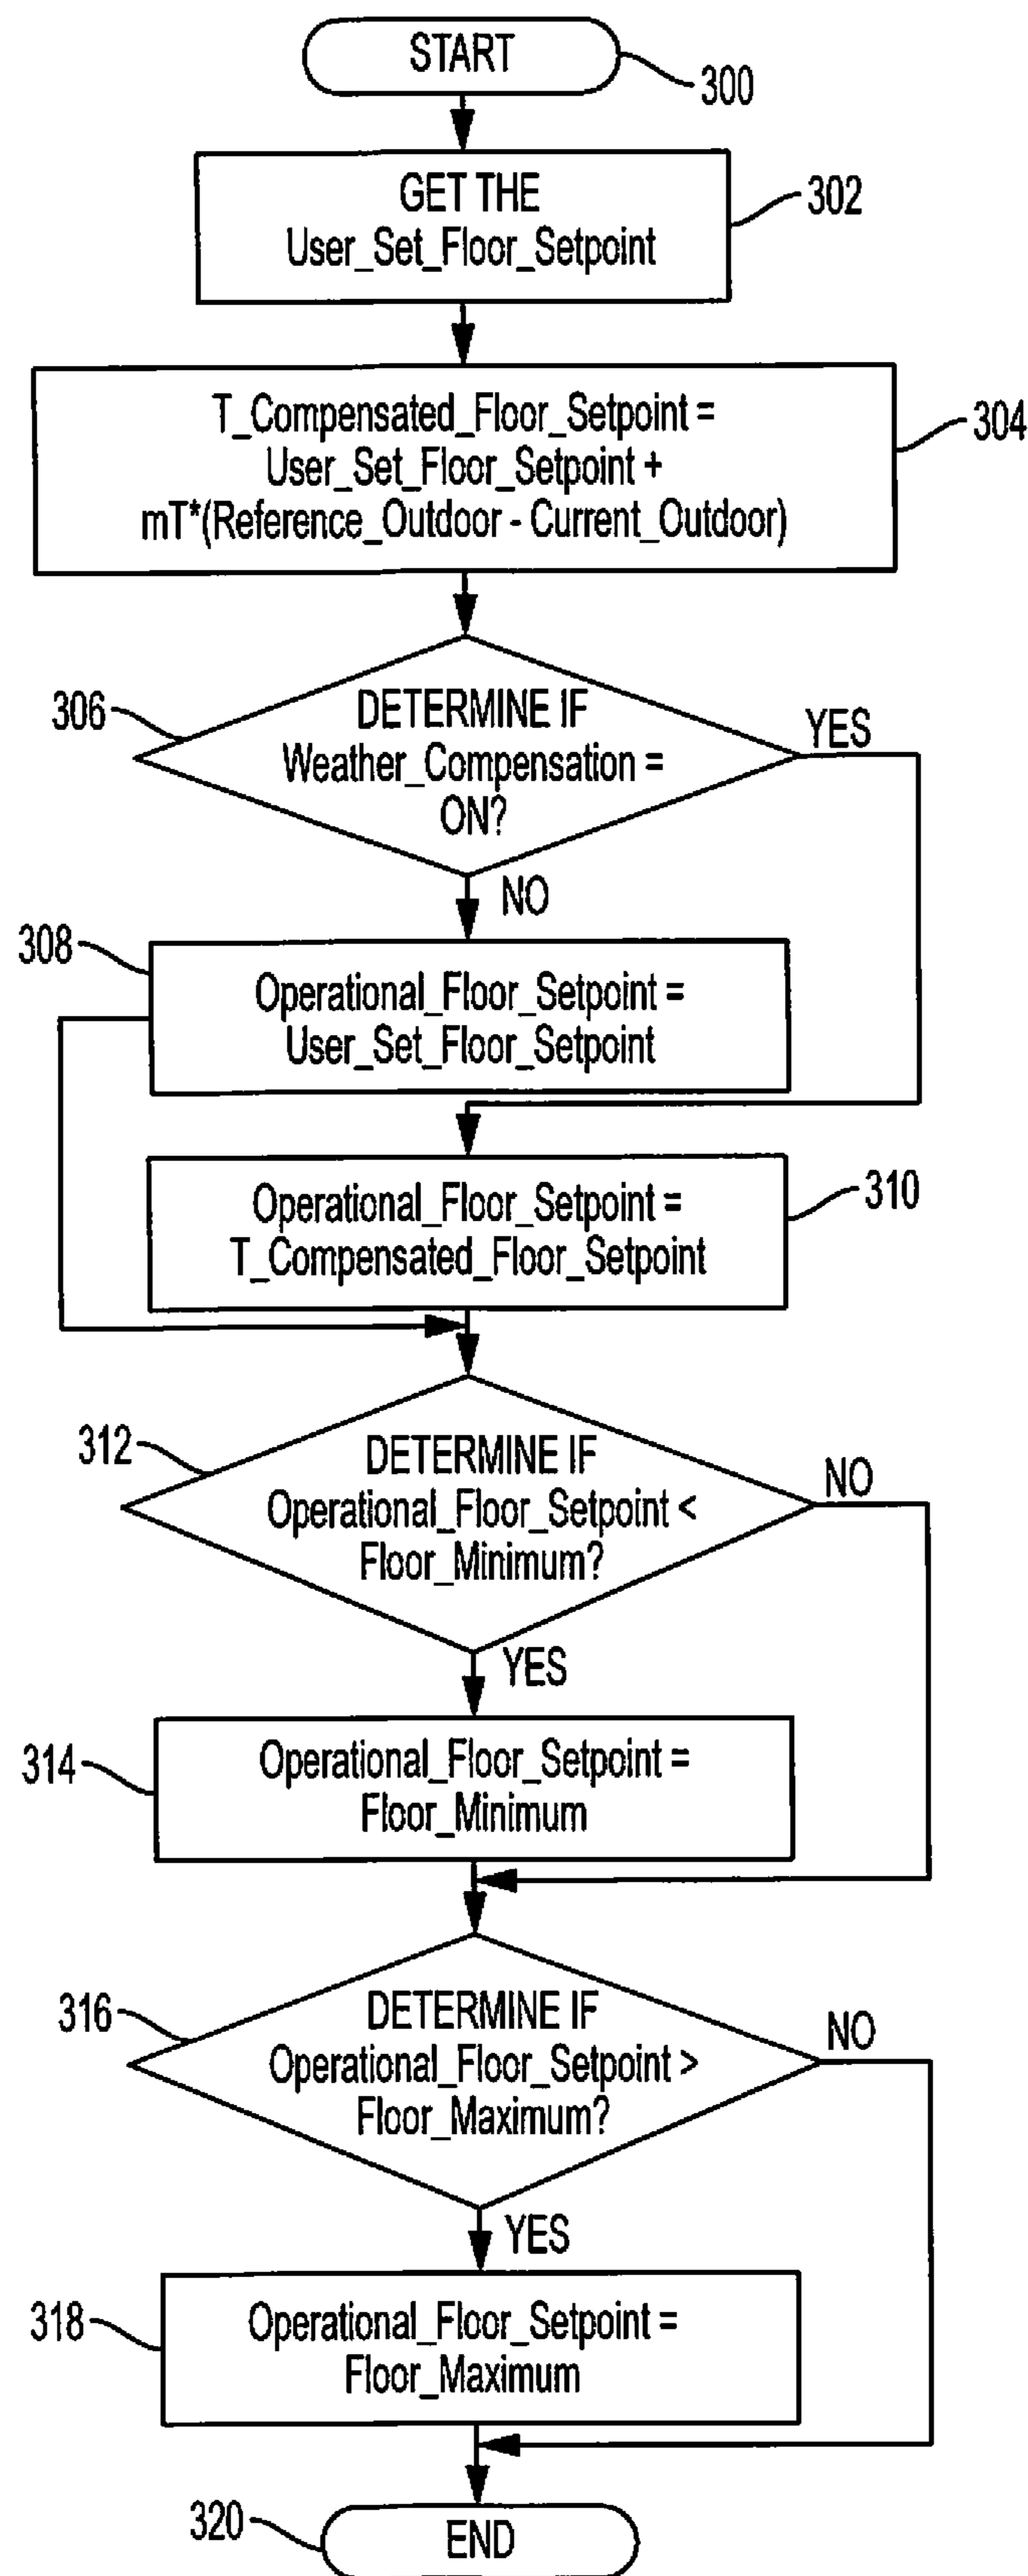 START
300
GET THE
User_Set_Floor_Setpoint
302
T_Compensated_Floor_Setpoint =
User_Set_Floor_Setpoint +
mT*(Reference_Outdoor - Current_Outdoor)
304
306
DETERMINE IF
Weather_Compensation =
ON?
YES
NO
308
Operational_Floor_Setpoint =
User_Set_Floor_Setpoint
Operational_Floor_Setpoint =
T_Compensated_Floor_Setpoint
310
312
DETERMINE IF
Operational_Floor_Setpoint <
Floor_Minimum?
NO
YES
314
Operational_Floor_Setpoint =
Floor_Minimum
316
DETERMINE IF
Operational_Floor_Setpoint >
Floor_Maximum?
NO
YES
318
Operational_Floor_Setpoint =
Floor_Maximum
320
END